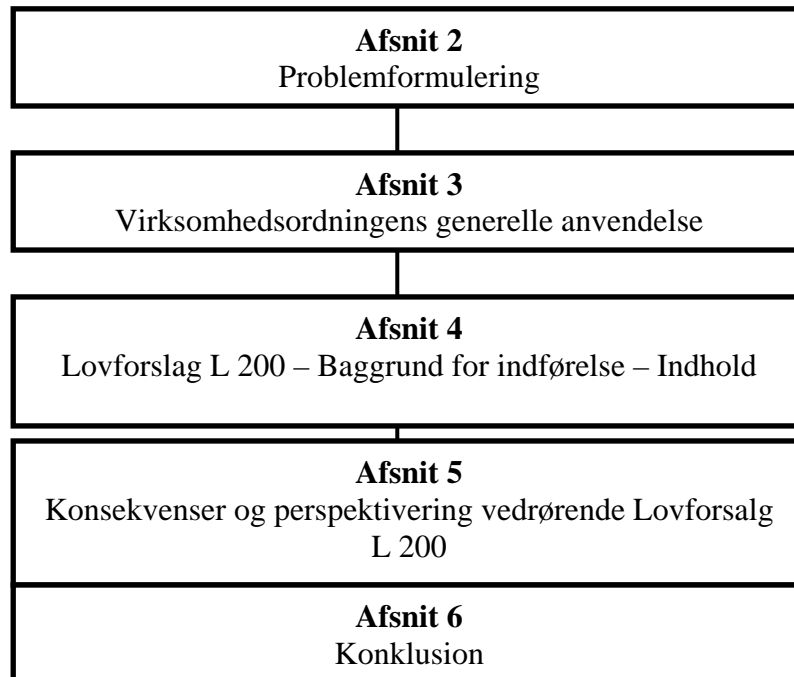 Afsnit 2
Problemformulering
Afsnit 3
Virksomhedsordningens generelle anvendelse
Afsnit 4
Lovforslag L 200 – Baggrund for indførelse – Indhold
Afsnit 5
Konsekvenser og perspektivering vedrørende Lovforsalg
L 200
Afsnit 6
Konklusion